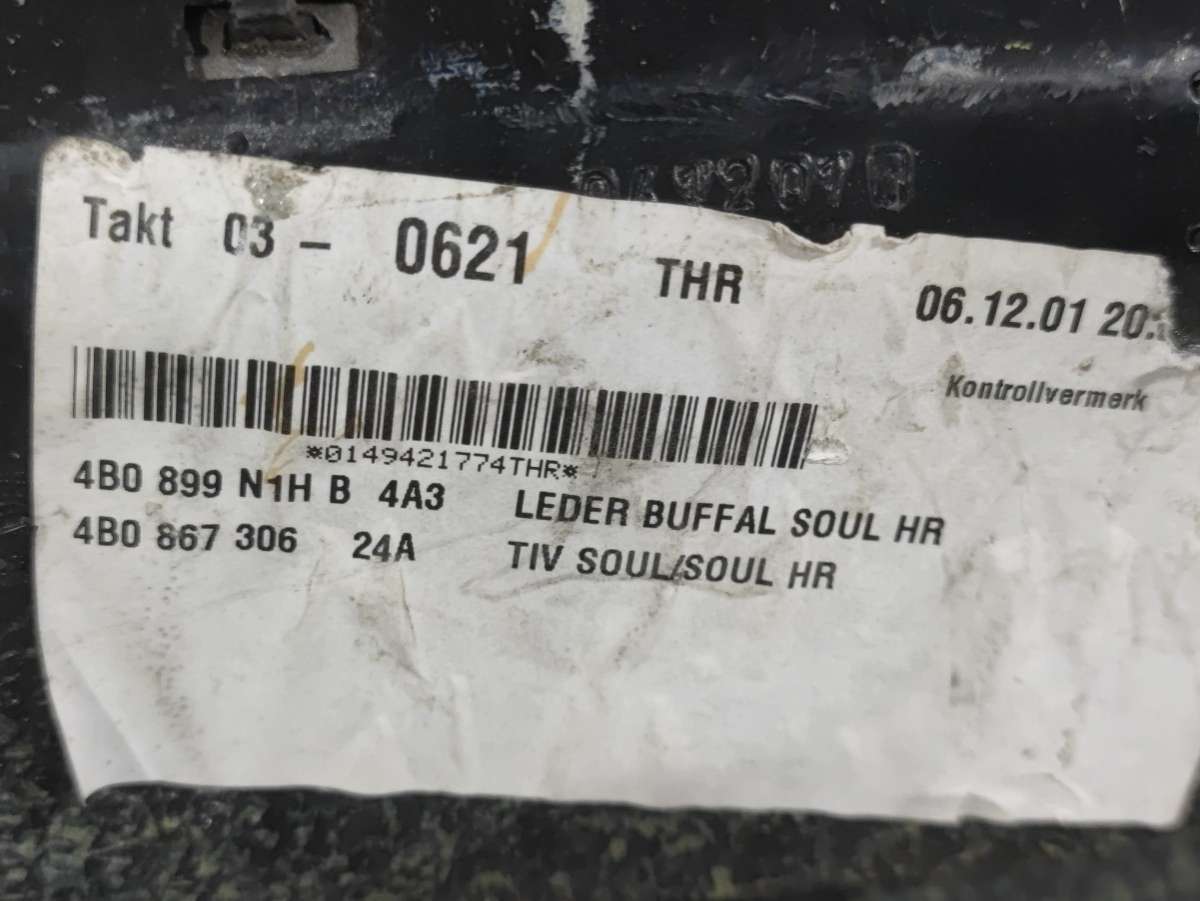 Takt 03 - 0621 THR 06.12.01 20.
Kontrollvermerk
*0149421774THR*
4B0 899 N1H B 4A3 LEDER BUFFAL SOUL HR
4B0 867 306 24A TIV SOUL/SOUL HR